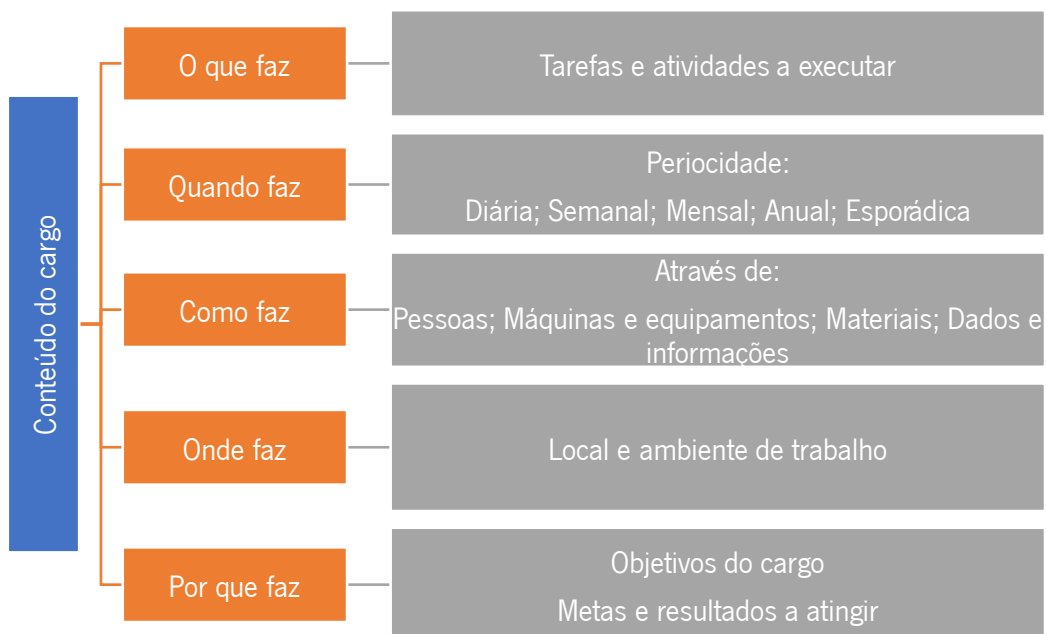 Conteúdo do cargo
O que faz
Tarefas e atividades a executar
Quando faz
Periocidade:
Diária; Semanal; Mensal; Anual; Esporádica
Como faz
Através de:
Pessoas; Máquinas e equipamentos; Materiais; Dados e
informações
Onde faz
Local e ambiente de trabalho
Por que faz
Objetivos do cargo
Metas e resultados a atingir